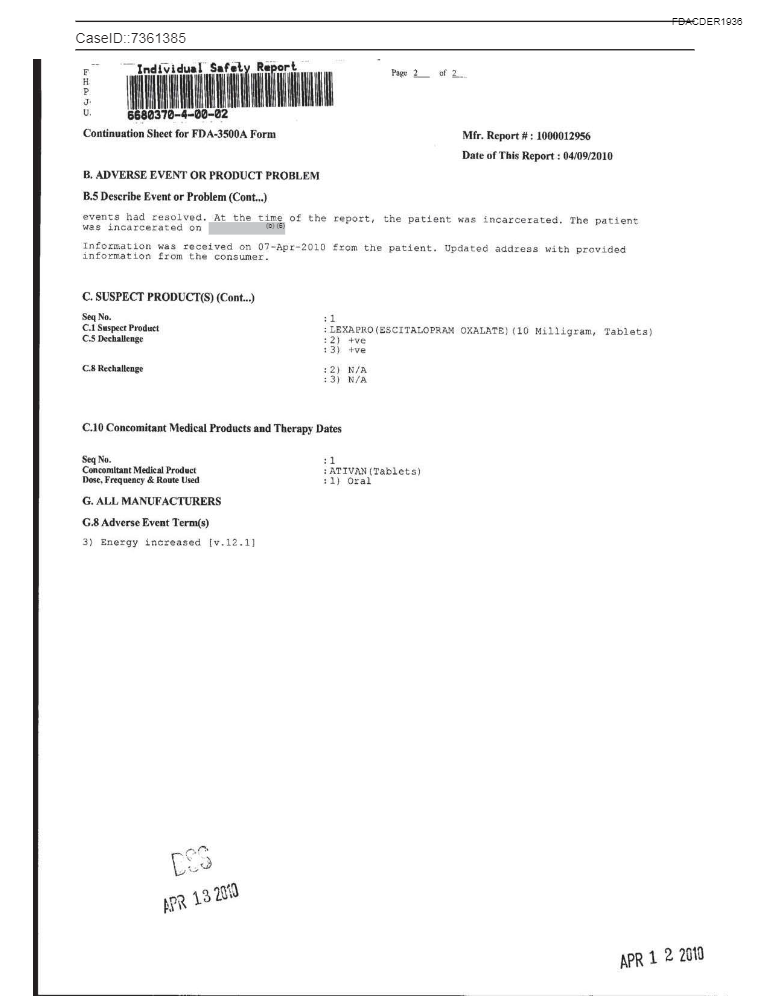 FDACDER1936
CaseID::7361385
Individual Safety Report
6680370-4-00-02
F
H
P
J
U.
Page 2 of 2
Continuation Sheet for FDA-3500A Form
Mfr. Report # : 1000012956
Date of This Report : 04/09/2010
B. ADVERSE EVENT OR PRODUCT PROBLEM
B.5 Describe Event or Problem (Cont...)
events had resolved. At the time of the report, the patient was incarcerated. The patient
was incarcerated on (b) (6)
Information was received on 07-Apr-2010 from the patient. Updated address with provided
information from the consumer.
C. SUSPECT PRODUCT(S) (Cont...)
Seq No. :1
C.1 Suspect Product :LEXAPRO(ESCITALOPRAM OXALATE)(10 Milligram, Tablets)
C.5 Dechallenge :2) +ve
:3) +ve
C.8 Rechallenge :2) N/A
:3) N/A
C.10 Concomitant Medical Products and Therapy Dates
Seq No. :1
Concomitant Medical Product :ATIVAN(Tablets)
Dose, Frequency & Route Used :1) Oral
G. ALL MANUFACTURERS
G.8 Adverse Event Term(s)
3) Energy increased [v.12.1]
DSS
APR 13 2010
APR 12 2010